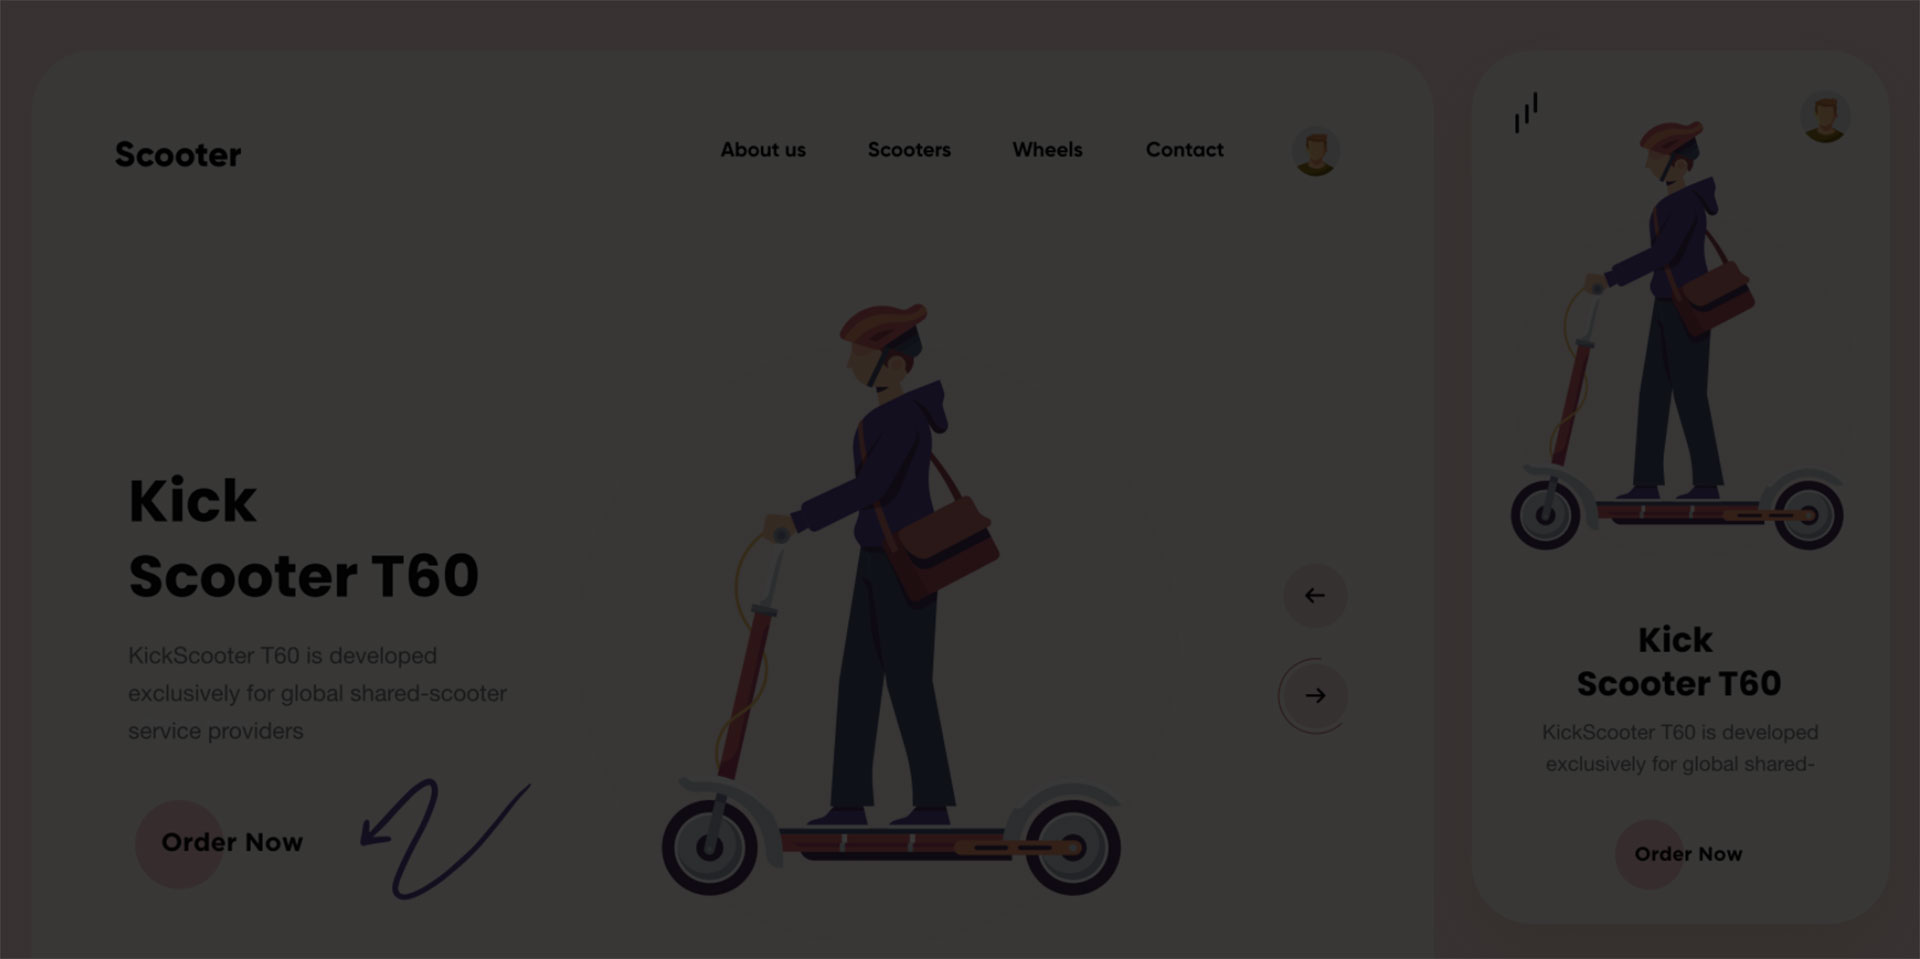 Scooter
About us
Scooters
Wheels
Contact
Kick
Scooter T60
KickScooter T60 is developed
exclusively for global shared-scooter
service providers
Order Now
Kick
Scooter T60
KickScooter T60 is developed
exclusively for global shared-
Order Now